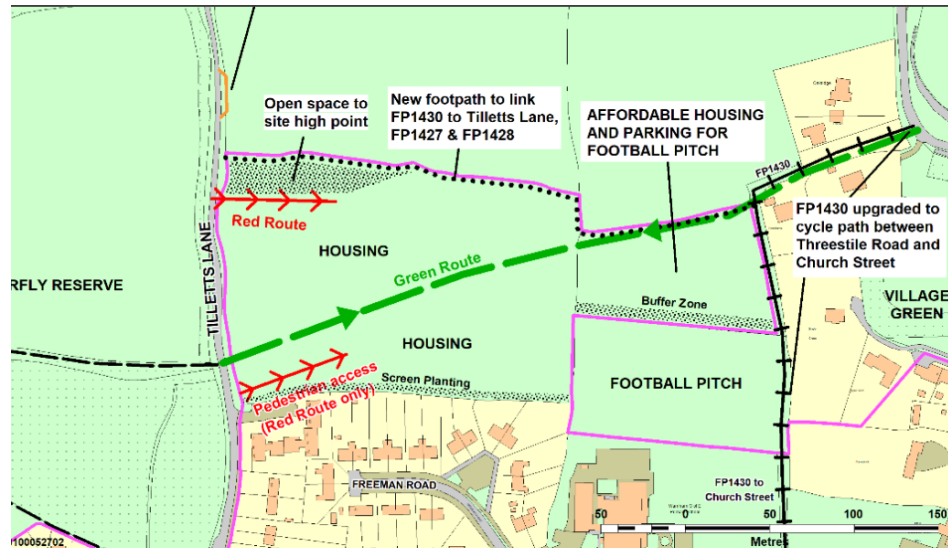 Open space to
site high point
New footpath to link
FP1430 to Tilletts Lane,
FP1427 & FP1428
AFFORDABLE HOUSING
AND PARKING FOR
FOOTBALL PITCH
FP1430
Red Route
FP1430 upgraded to
cycle path between
Threestile Road and
Church Street
HOUSING
Green Route
TILLETTS LANE
RFLY RESERVE
VILLAGE
GREEN
Buffer Zone
HOUSING
Pedestrian access
(Red Route only)
Screen Planting
FOOTBALL PITCH
FREEMAN ROAD
FP1430 to
Church Street
50 0 50 100 150
Metres
100052702